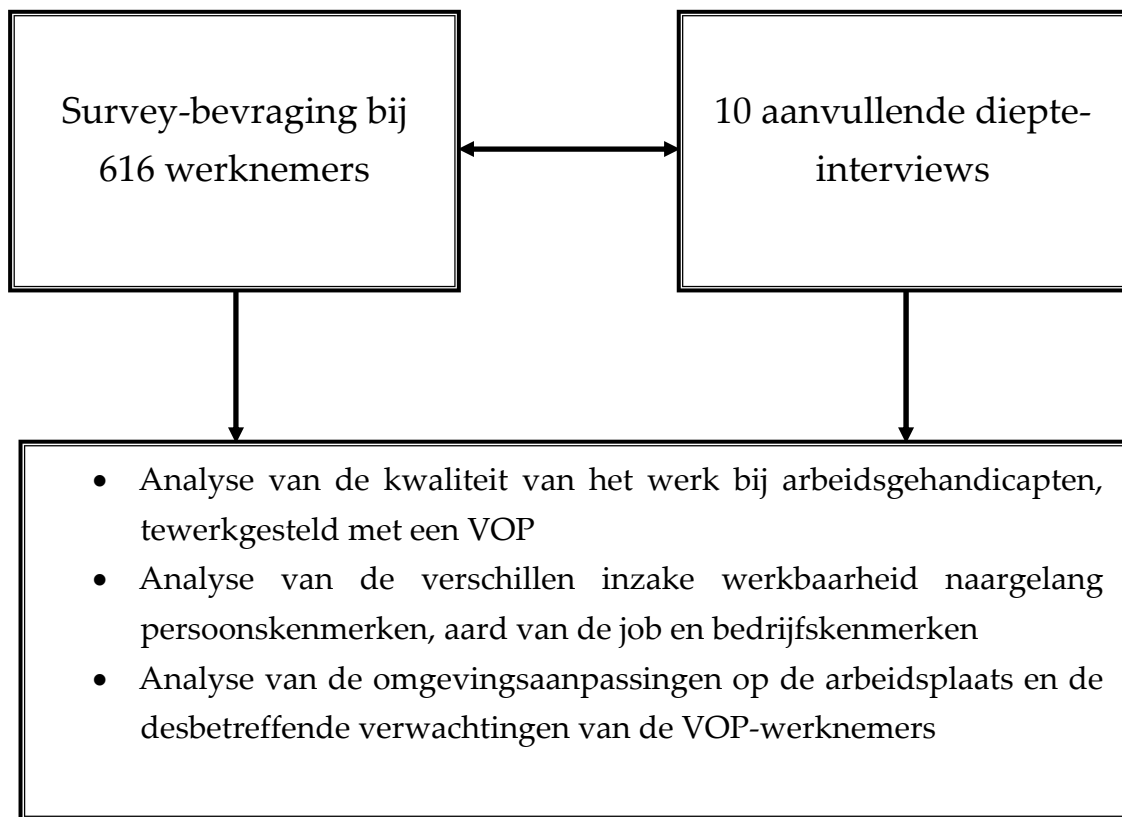 Survey-bevraging bij
616 werknemers
10 aanvullende diepte-
interviews
• Analyse van de kwaliteit van het werk bij arbeidsgehandicapten,
tewerkgesteld met een VOP
• Analyse van de verschillen inzake werkbaarheid naargelang
persoonskenmerken, aard van de job en bedrijfskenmerken
• Analyse van de omgevingsaanpassingen op de arbeidsplaats en de
desbetreffende verwachtingen van de VOP-werknemers